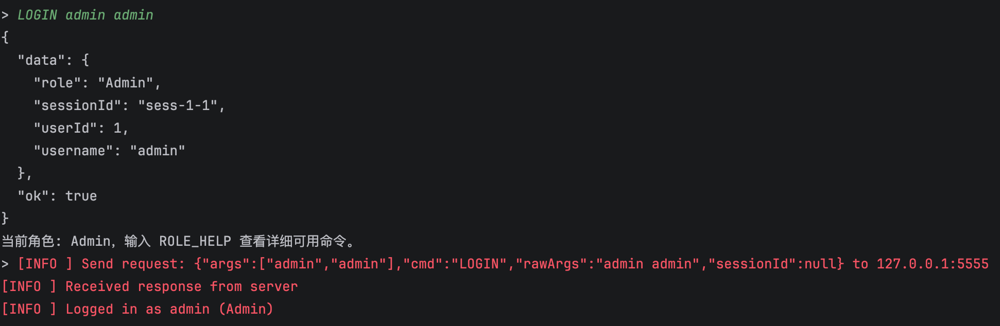 > LOGIN admin admin
{
  "data": {
    "role": "Admin",
    "sessionId": "sess-1-1",
    "userId": 1,
    "username": "admin"
  },
  "ok": true
}
当前角色: Admin，输入 ROLE_HELP 查看详细可用命令。
> [INFO ] Send request: {"args":["admin","admin"],"cmd":"LOGIN","rawArgs":"admin admin","sessionId":null} to 127.0.0.1:5555
[INFO ] Received response from server
[INFO ] Logged in as admin (Admin)